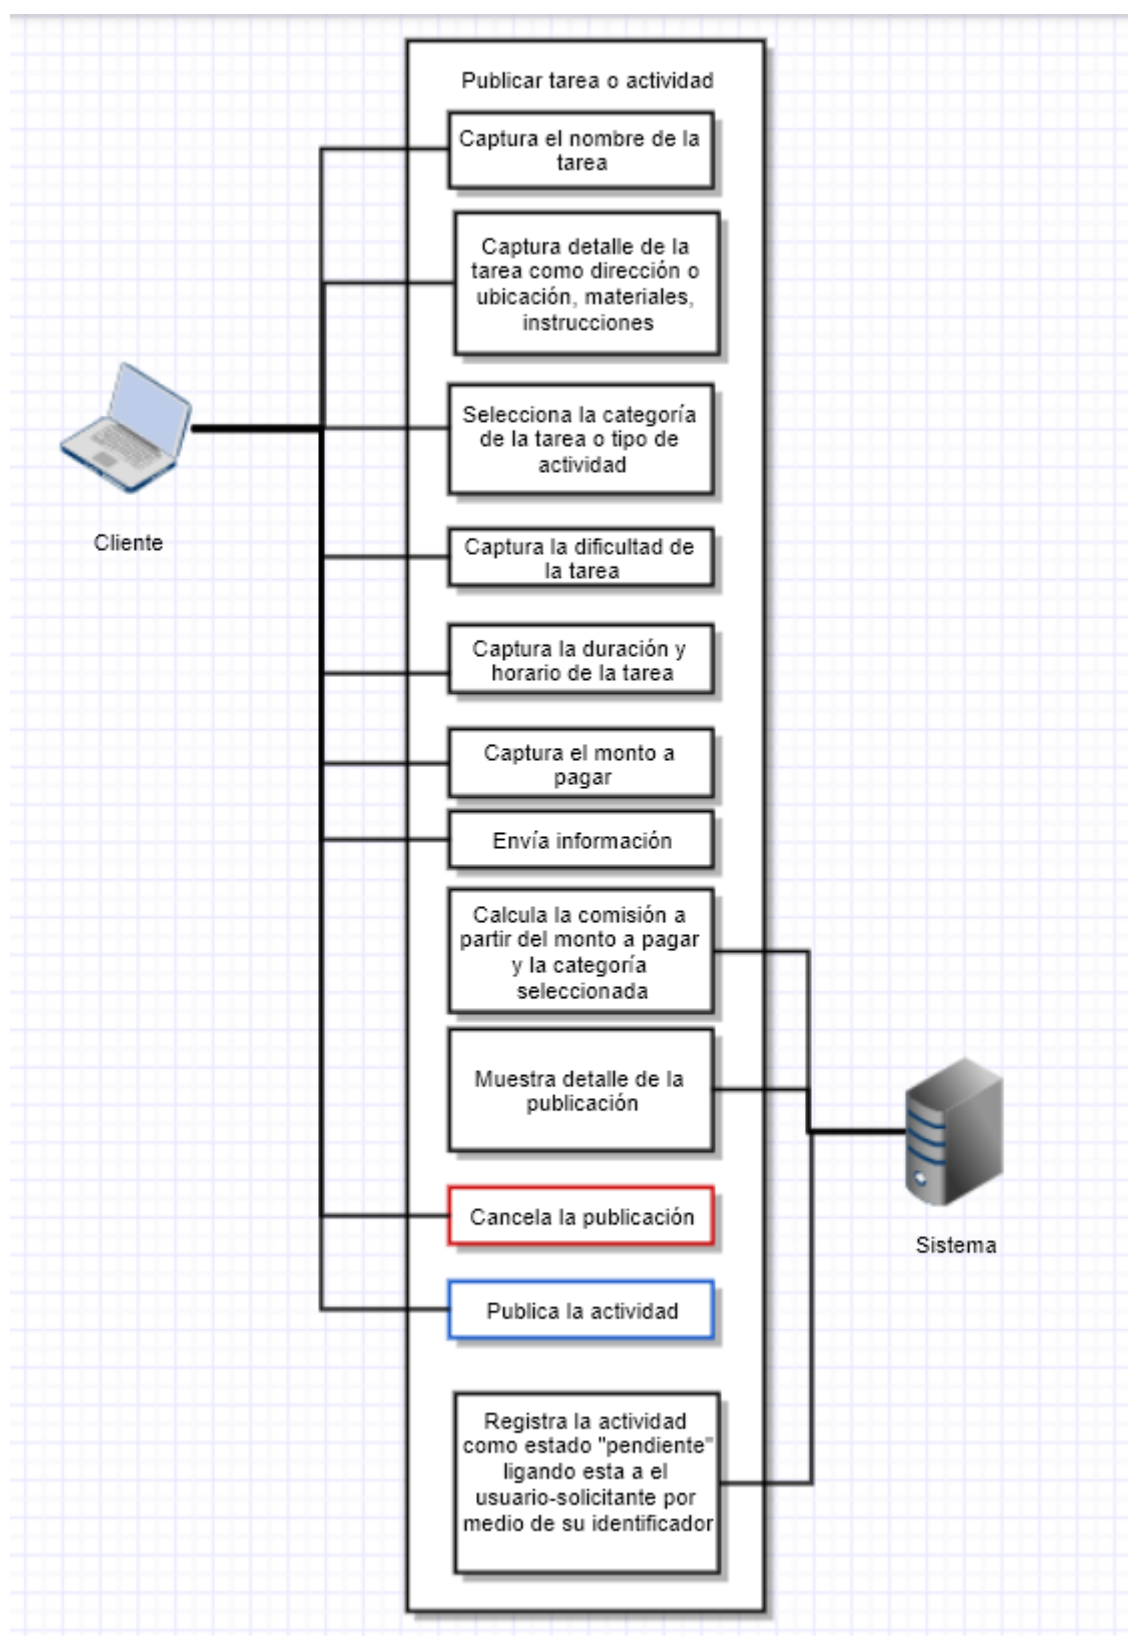 Publicar tarea o actividad
Captura el nombre de la
tarea
Captura detalle de la
tarea como dirección o
ubicación, materiales,
instrucciones
Selecciona la categoría
de la tarea o tipo de
actividad
Cliente
Captura la dificultad de
la tarea
Captura la duración y
horario de la tarea
Captura el monto a
pagar
Envía información
Calcula la comisión a
partir del monto a pagar
y la categoría
seleccionada
Muestra detalle de la
publicación
Cancela la publicación
Sistema
Publica la actividad
Registra la actividad
como estado "pendiente"
ligando esta a el
usuario-solicitante por
medio de su identificador